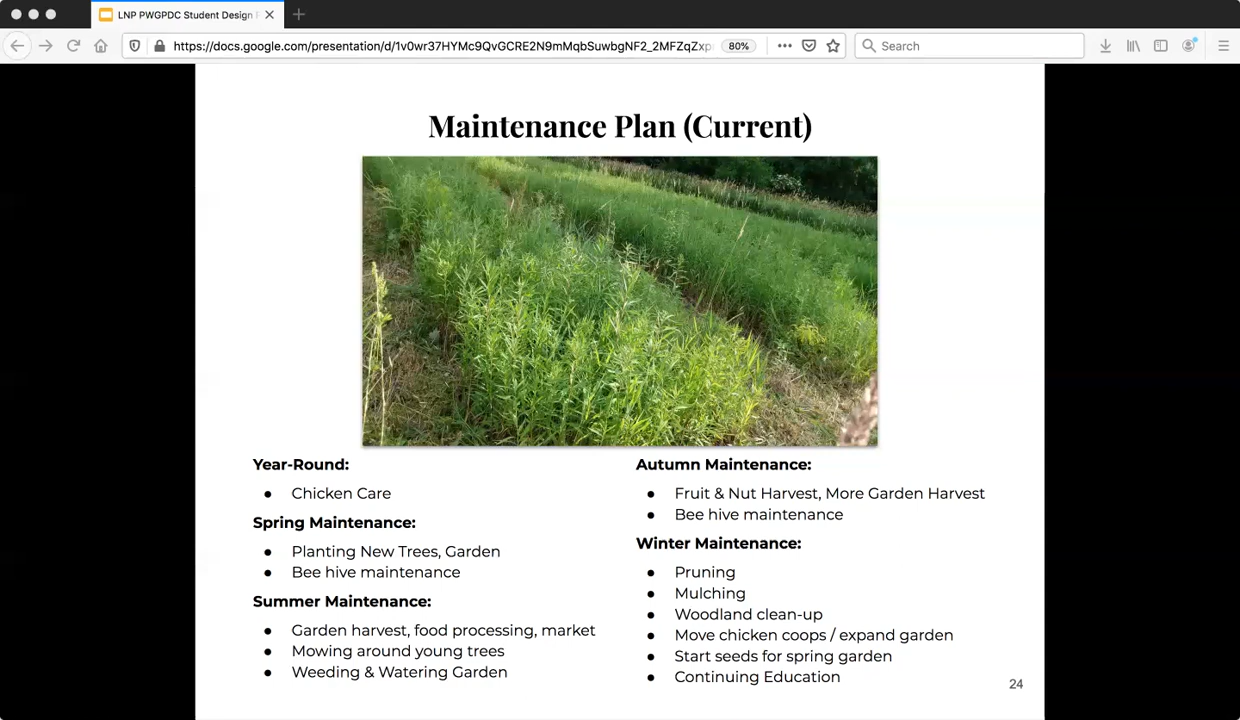 LNP PWGPDC Student Design
https://docs.google.com/presentation/d/1v0wr37HYMc9QvGCRE2N9mMqbSuwbgNF2_2MFZqZxp
80%
Search
Maintenance Plan (Current)
Year-Round:
● Chicken Care
Spring Maintenance:
● Planting New Trees, Garden
● Bee hive maintenance
Summer Maintenance:
● Garden harvest, food processing, market
● Mowing around young trees
● Weeding & Watering Garden
Autumn Maintenance:
● Fruit & Nut Harvest, More Garden Harvest
● Bee hive maintenance
Winter Maintenance:
● Pruning
● Mulching
● Woodland clean-up
● Move chicken coops / expand garden
● Start seeds for spring garden
● Continuing Education
24